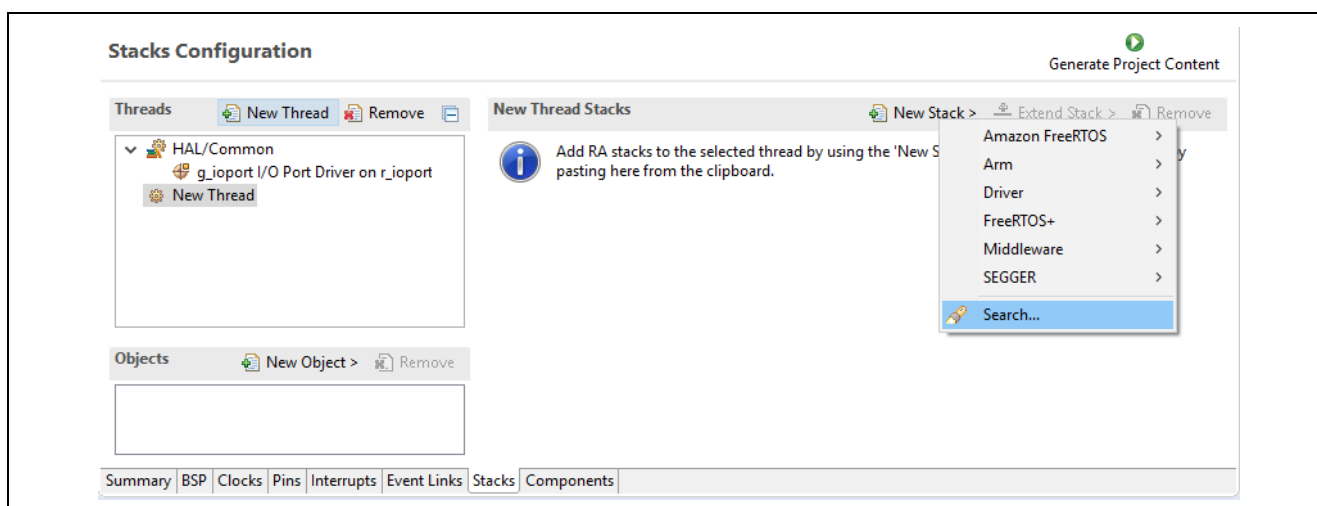 Stacks Configuration
Generate Project Content
Threads
New Thread
Remove
HAL/Common
g_ioport I/O Port Driver on r_ioport
New Thread
Objects
New Object >
Remove
New Thread Stacks
New Stack >
Extend Stack >
Remove
Add RA stacks to the selected thread by using the 'New S
y
pasting here from the clipboard.
Amazon FreeRTOS >
Arm >
Driver >
FreeRTOS+ >
Middleware >
SEGGER >
Search...
Summary BSP Clocks Pins Interrupts Event Links Stacks Components